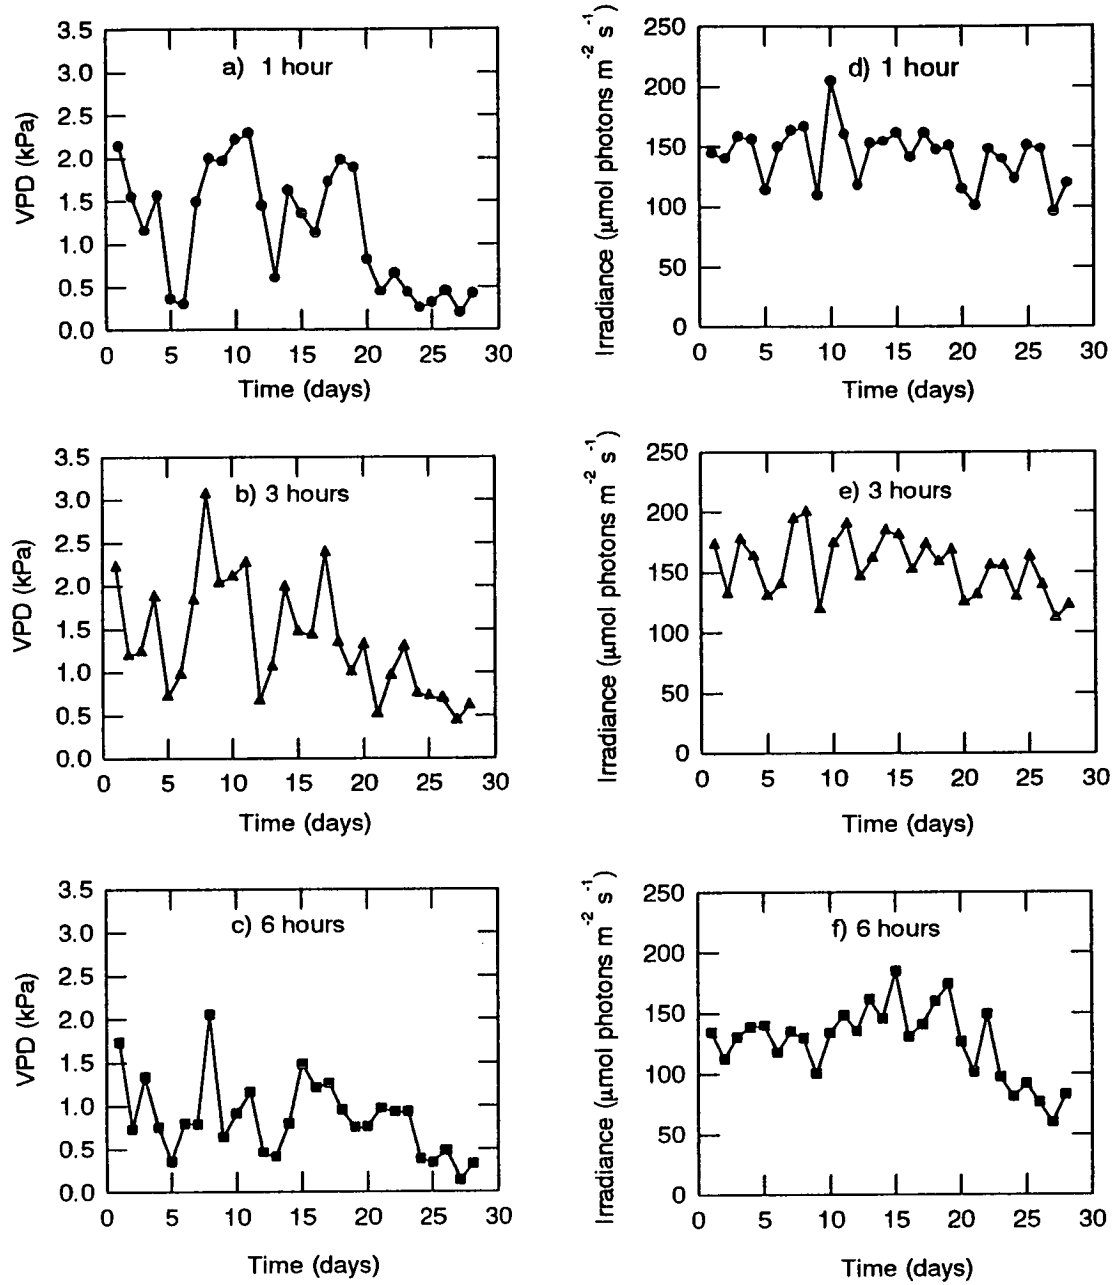 a) 1 hour
VPD (kPa)
3.5
3.0
2.5
2.0
1.5
1.0
0.5
0.0
0 5 10 15 20 25 30
Time (days)
d) 1 hour
Irradiance (μmol photons m⁻² s⁻¹)
250
200
150
100
50
0
0 5 10 15 20 25 30
Time (days)
b) 3 hours
VPD (kPa)
3.5
3.0
2.5
2.0
1.5
1.0
0.5
0.0
0 5 10 15 20 25 30
Time (days)
e) 3 hours
Irradiance (μmol photons m⁻² s⁻¹)
250
200
150
100
50
0
0 5 10 15 20 25 30
Time (days)
c) 6 hours
VPD (kPa)
3.5
3.0
2.5
2.0
1.5
1.0
0.5
0.0
0 5 10 15 20 25 30
Time (days)
f) 6 hours
Irradiance (μmol photons m⁻² s⁻¹)
250
200
150
100
50
0
0 5 10 15 20 25 30
Time (days)